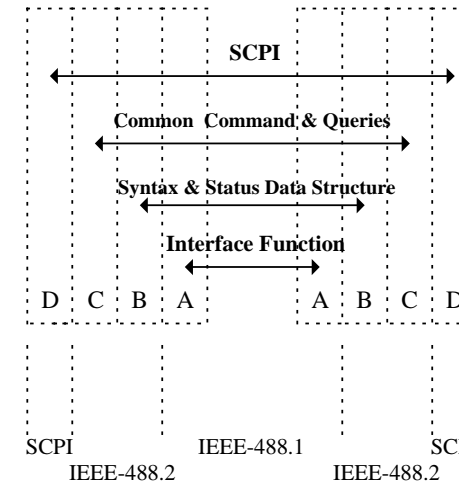 SCPI
Common Command & Queries
Syntax & Status Data Structure
Interface Function
D C B A A B C D
SCPI IEEE-488.1 SC
IEEE-488.2 IEEE-488.2